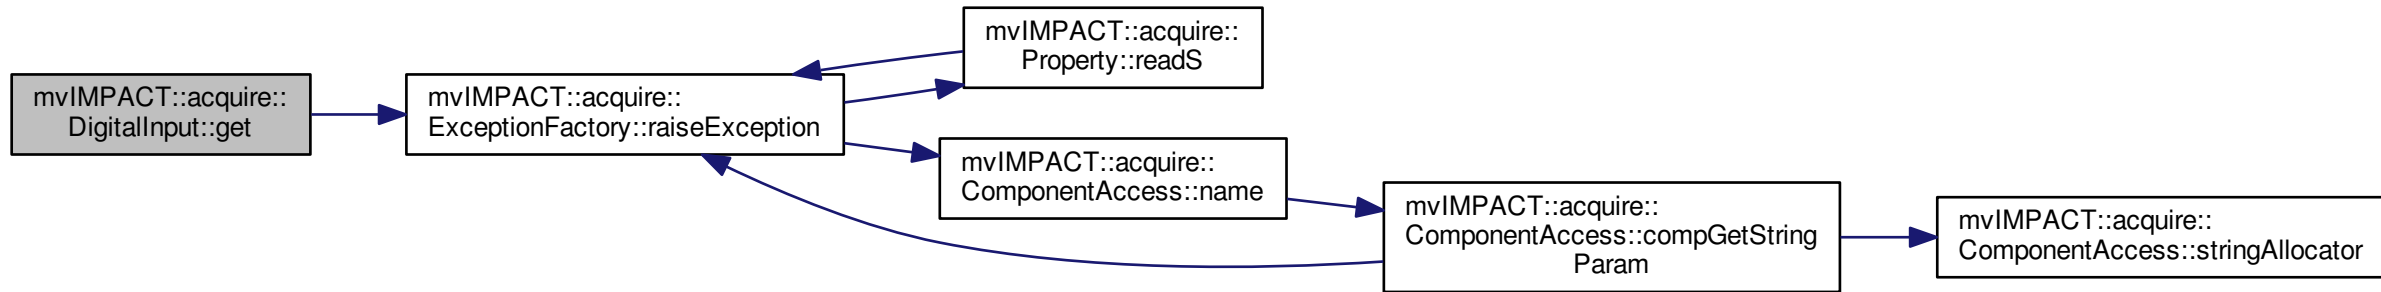 mvIMPACT::acquire::
DigitalInput::get
mvIMPACT::acquire::
ExceptionFactory::raiseException
mvIMPACT::acquire::
Property::readS
mvIMPACT::acquire::
ComponentAccess::name
mvIMPACT::acquire::
ComponentAccess::compGetString
Param
mvIMPACT::acquire::
ComponentAccess::stringAllocator